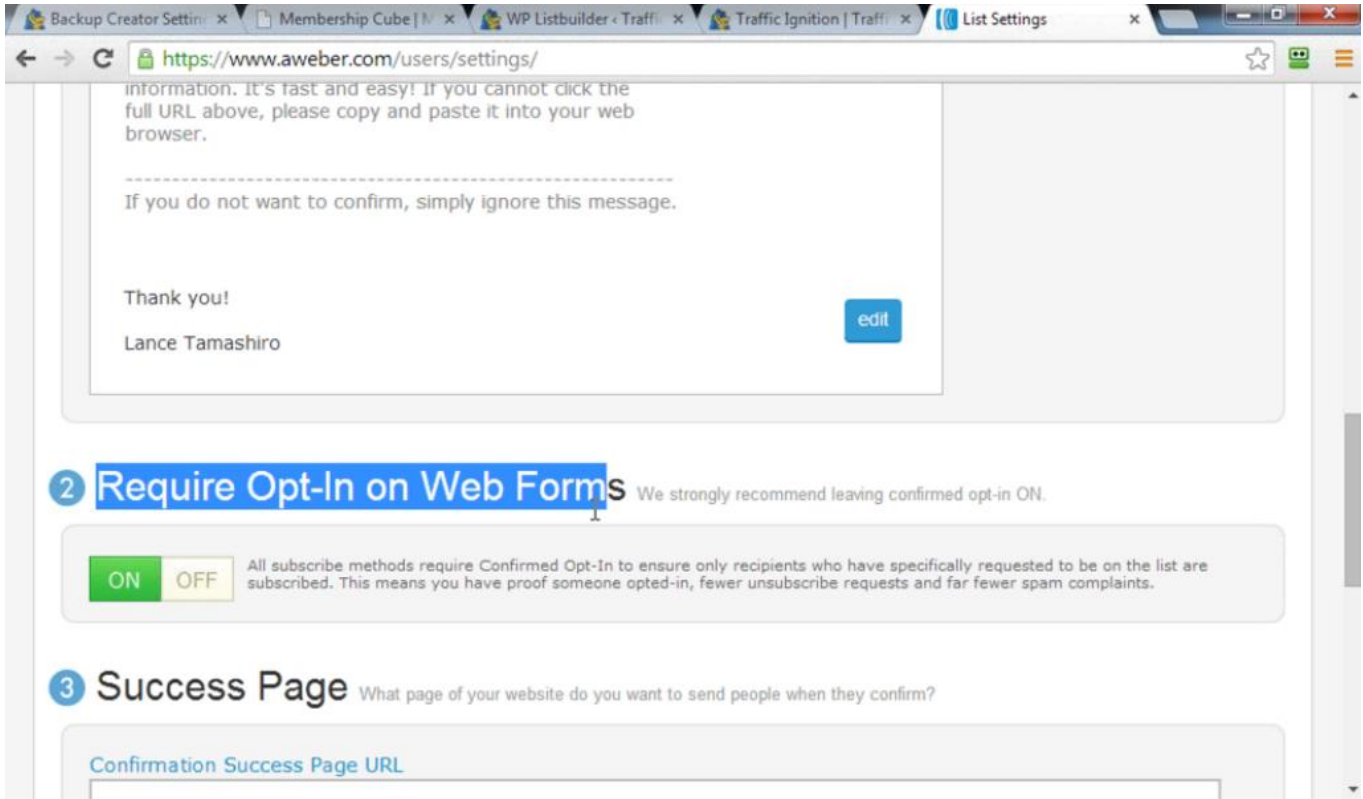 Backup Creator Settin
Membership Cube | M
WP Listbuilder ‹ Traffi
Traffic Ignition | Traffi
List Settings
https://www.aweber.com/users/settings/
information. It's fast and easy! If you cannot click the
full URL above, please copy and paste it into your web
browser.
----------------------------------------------------------
If you do not want to confirm, simply ignore this message.
Thank you!
Lance Tamashiro
edit
2 Require Opt-In on Web Forms We strongly recommend leaving confirmed opt-in ON.
ON OFF
All subscribe methods require Confirmed Opt-In to ensure only recipients who have specifically requested to be on the list are
subscribed. This means you have proof someone opted-in, fewer unsubscribe requests and far fewer spam complaints.
3 Success Page What page of your website do you want to send people when they confirm?
Confirmation Success Page URL